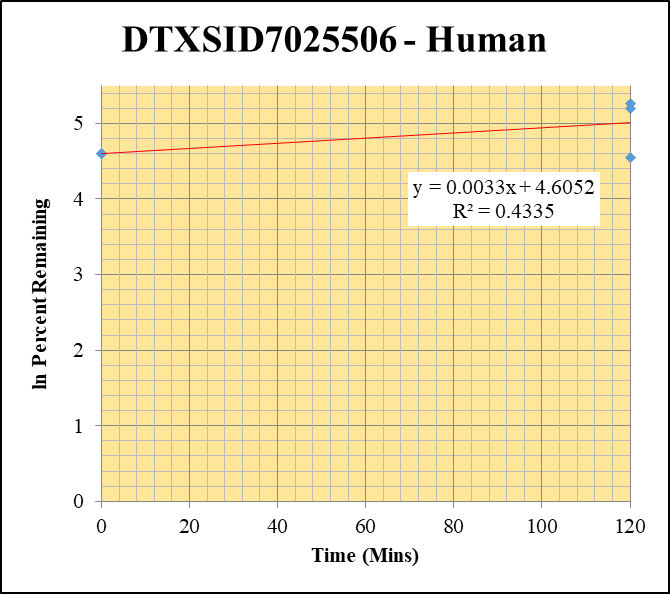 DTXSID7025506 - Human
5
4
3
2
1
0
ln Percent Remaining
y = 0.0033x + 4.6052
R² = 0.4335
0 20 40 60 80 100 120
Time (Mins)